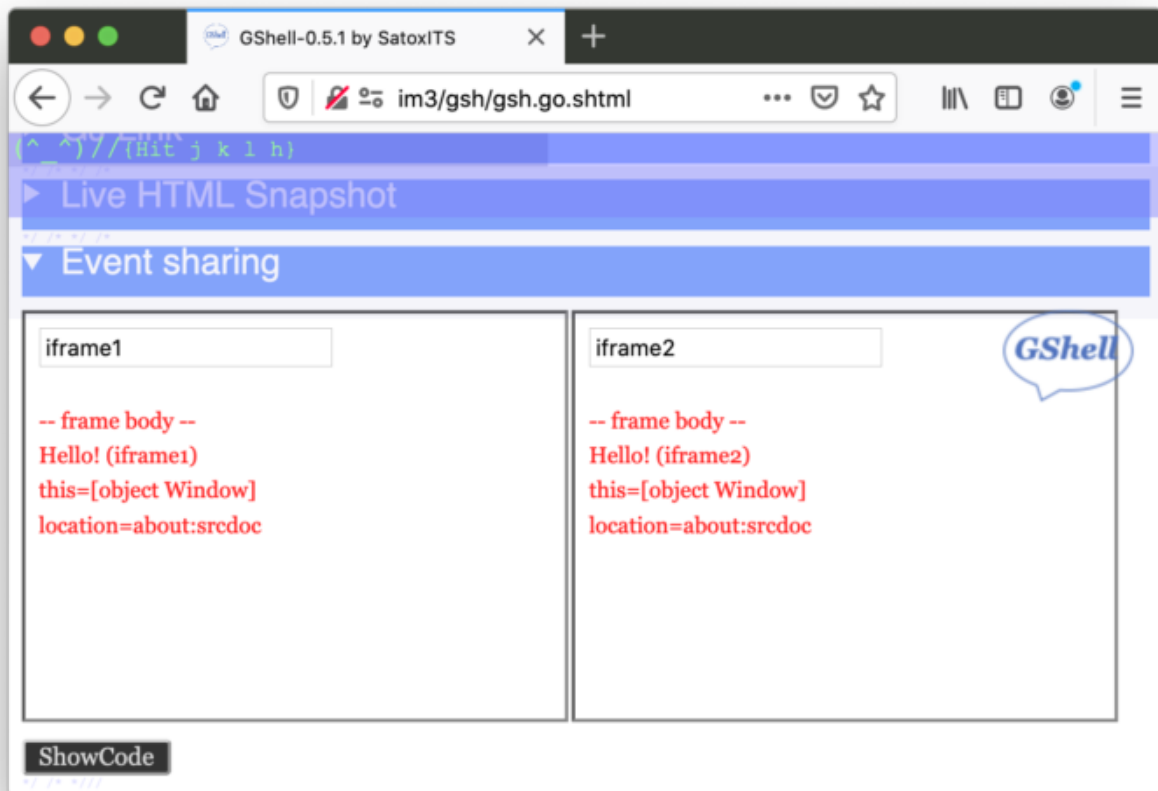 GShell-0.5.1 by SatoxITS
im3/gsh/gsh.go.shtml
(^_^)//{Hit j k l h}
*/ /* */ /*
Live HTML Snapshot
*/ /* */ /*
Event sharing
iframe1
-- frame body --
Hello! (iframe1)
this=[object Window]
location=about:srcdoc
iframe2
-- frame body --
Hello! (iframe2)
this=[object Window]
location=about:srcdoc
GShell
ShowCode
*/ /* *///